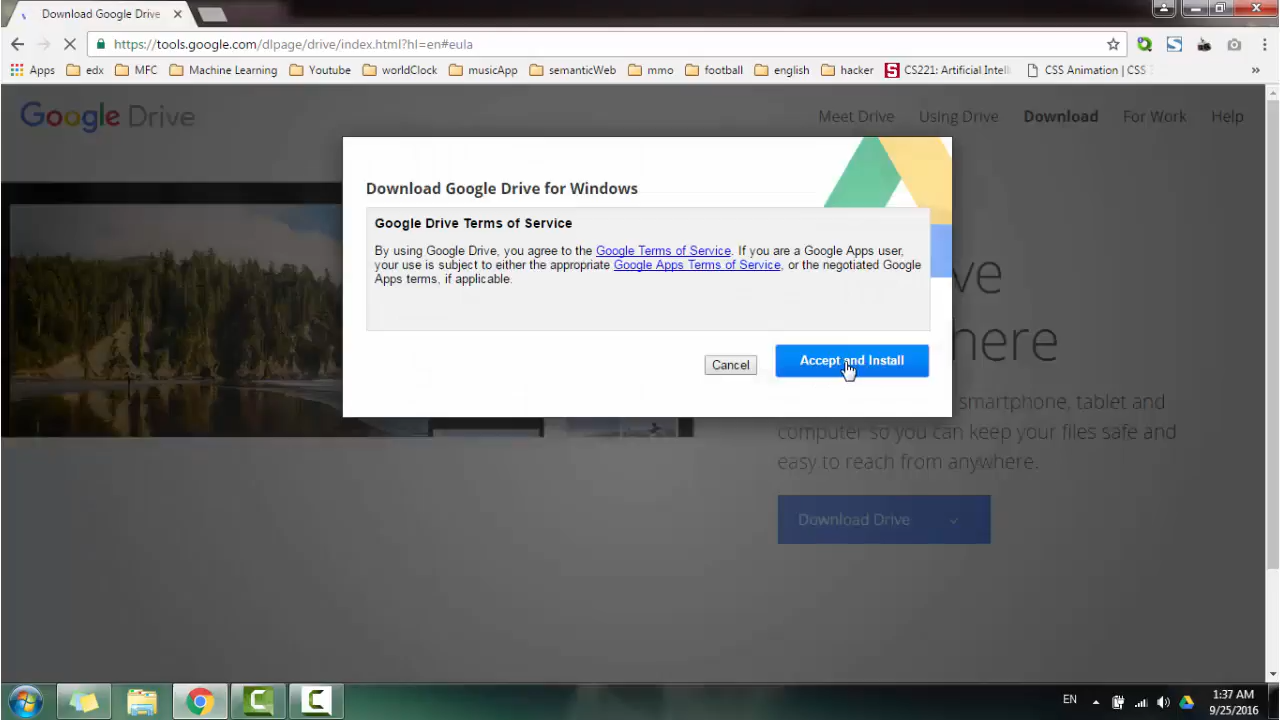 Download Google Drive
https://tools.google.com/dlpage/drive/index.html?hl=en#eula
Apps edx MFC Machine Learning Youtube worldClock musicApp semanticWeb mmo football english hacker CS221: Artificial Intell CSS Animation | CSS
Google Drive
Meet Drive Using Drive Download For Work Help
Download Google Drive for Windows
Google Drive Terms of Service
By using Google Drive, you agree to the Google Terms of Service. If you are a Google Apps user,
your use is subject to either the appropriate Google Apps Terms of Service, or the negotiated Google
Apps terms, if applicable.
Cancel
Accept and Install
smartphone, tablet and
computer so you can keep your files safe and
easy to reach from anywhere.
Download Drive
EN
1:37 AM
9/25/2016